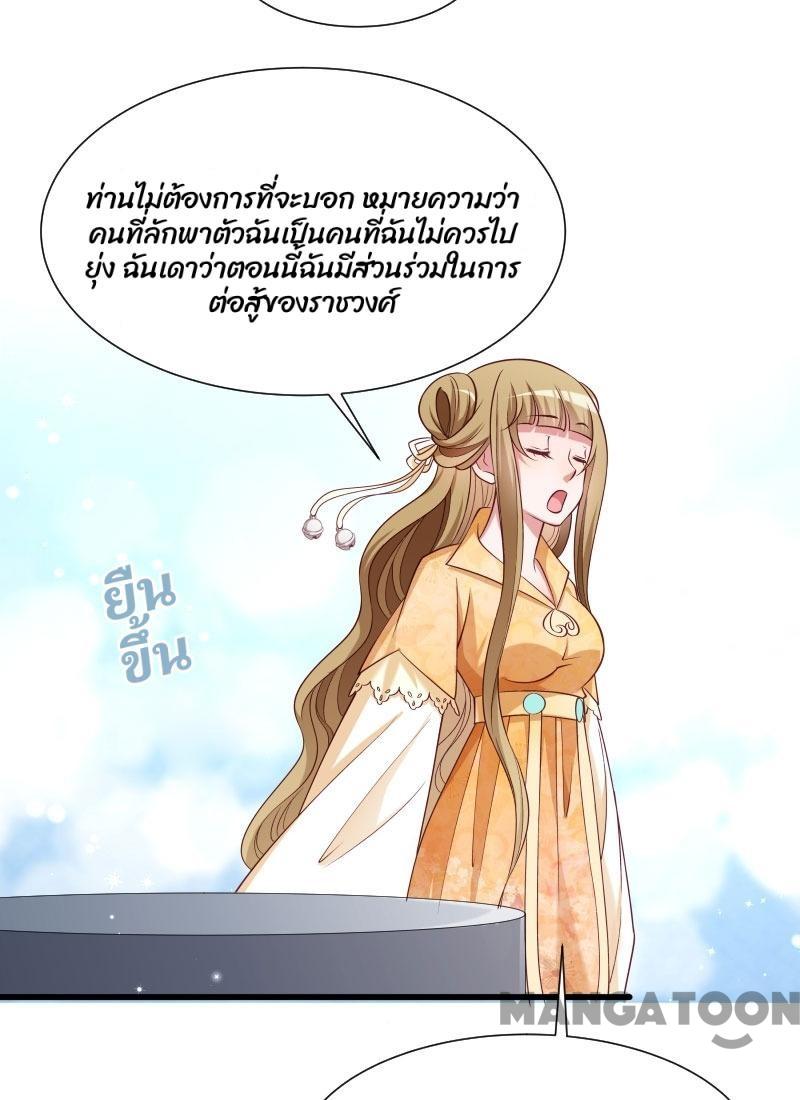 ท่านไม่ต้องการที่จะบอก หมายความว่า
คนที่ลักพาตัวฉันเป็นคนที่ฉันไม่ควรไป
ยุ่ง ฉันเดาว่าตอนนี้ฉันมีส่วนร่วมในการ
ต่อสู้ของราชวงศ์
ยืน
ขึ้น
MANGATOON